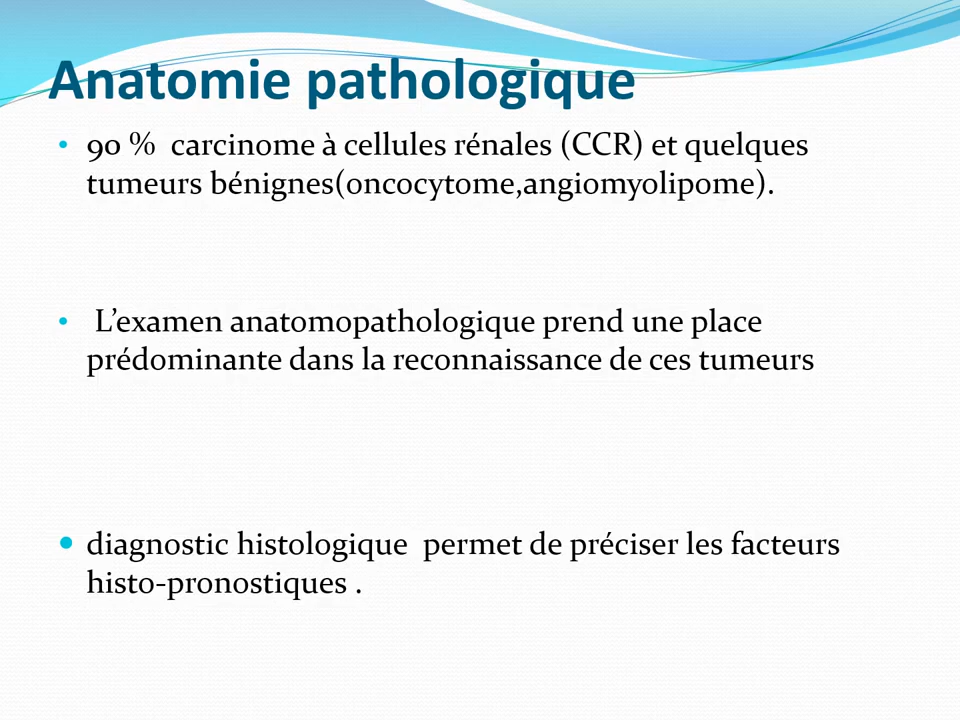 Anatomie pathologique
• 90 % carcinome à cellules rénales (CCR) et quelques
tumeurs bénignes(oncocytome,angiomyolipome).
• L’examen anatomopathologique prend une place
prédominante dans la reconnaissance de ces tumeurs
• diagnostic histologique permet de préciser les facteurs
histo-pronostiques .